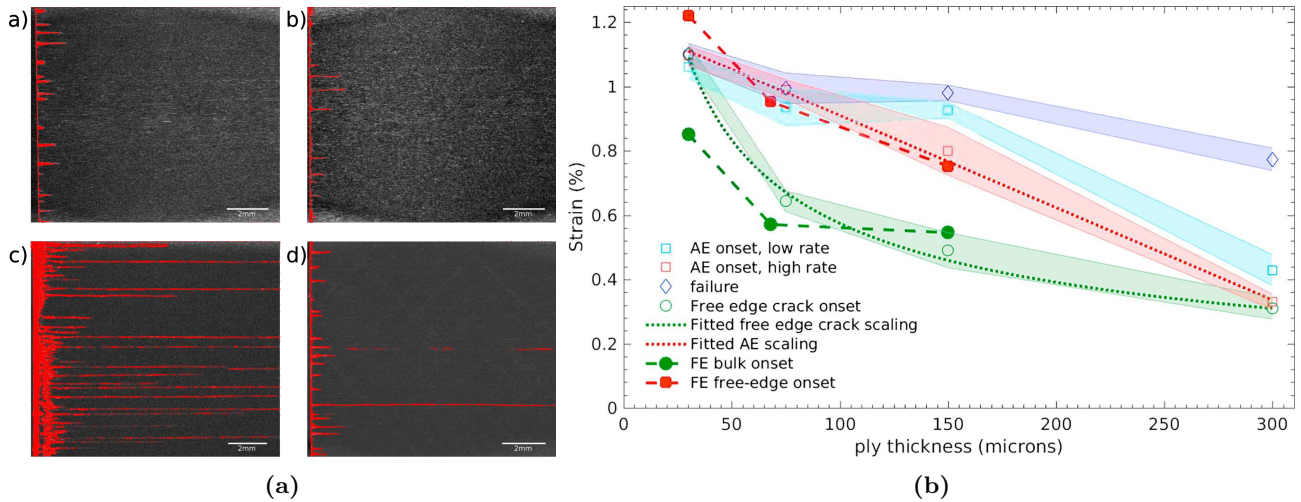 a)
b)
2mm
2mm
c)
d)
2mm
2mm
(a)
1.2
1
0.8
0.6
0.4
0.2
0
Strain (%)
AE onset, low rate
AE onset, high rate
failure
Free edge crack onset
Fitted free edge crack scaling
Fitted AE scaling
FE bulk onset
FE free-edge onset
0 50 100 150 200 250 300
ply thickness (microns)
(b)